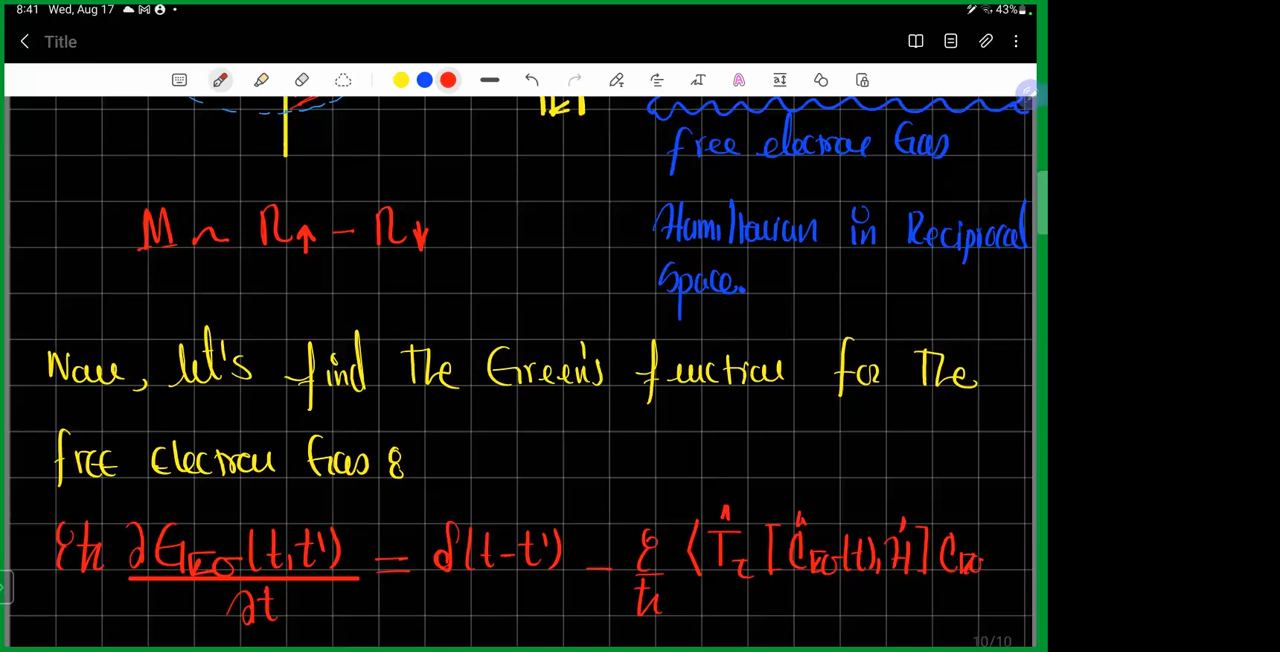 8:41 Wed, Aug 17
43%
Title
free electron Gas
M ~ n↑ - n↓
Hamiltonian in Reciprocal
Space.
Now, let's find The Green's function for The
free electron Gas :
iħ ∂G_kσ(t,t')/∂t = δ(t-t') - i/ħ ⟨T̂_τ [Ĉ_kσ(t), Ĥ] C_kσ
10/10